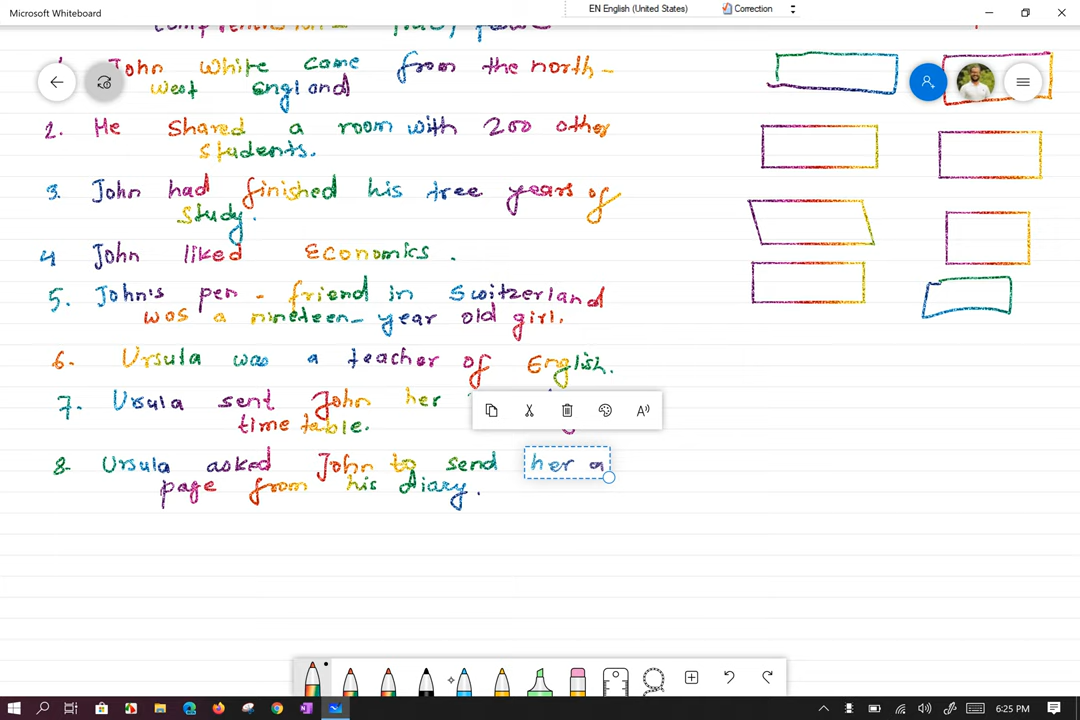 Microsoft Whiteboard
EN English (United States) Correction
John white came from the north-
west England
2. He shared a room with 200 other
students.
3. John had finished his tree years of
study.
4 John liked Economics.
5. John's pen-friend in Switzerland
was a nineteen-year old girl.
6. Ursula was a teacher of English.
7. Ursula sent John her
time table.
8. Ursula asked John to send her a
page from his diary.
6:25 PM